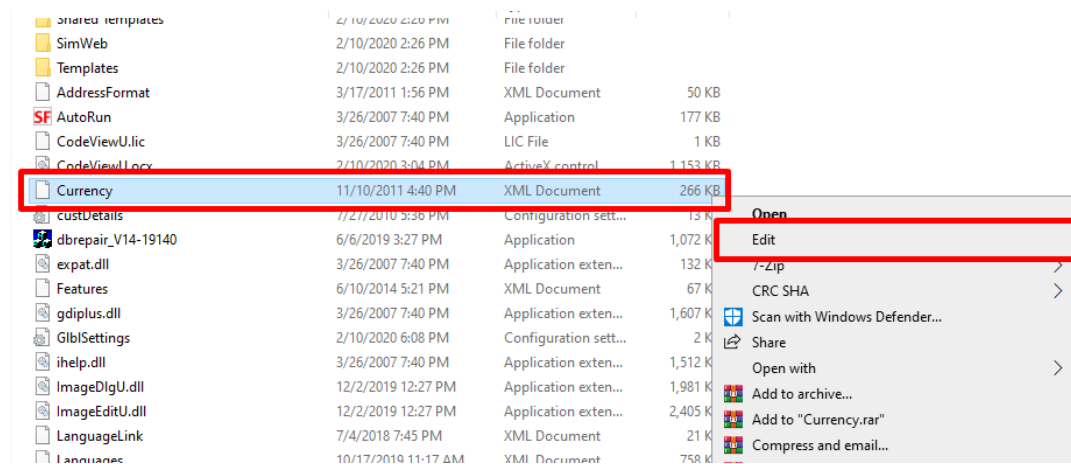 Shared Templates 2/10/2020 2:26 PM File folder
SimWeb 2/10/2020 2:26 PM File folder
Templates 2/10/2020 2:26 PM File folder
AddressFormat 3/17/2011 1:56 PM XML Document 50 KB
SF AutoRun 3/26/2007 7:40 PM Application 177 KB
CodeViewU.lic 3/26/2007 7:40 PM LIC File 1 KB
CodeViewU.ocx 2/10/2020 3:04 PM ActiveX control 1,153 KB
Currency 11/10/2011 4:40 PM XML Document 266 KB
custDetails 7/27/2010 5:36 PM Configuration sett... 13 K
dbrepair_V14-19140 6/6/2019 3:27 PM Application 1,072 K
expat.dll 3/26/2007 7:40 PM Application exten... 132 K
Features 6/10/2014 5:21 PM XML Document 67 K
gdiplus.dll 3/26/2007 7:40 PM Application exten... 1,607 K
GlblSettings 2/10/2020 6:08 PM Configuration sett... 2 K
ihelp.dll 3/26/2007 7:40 PM Application exten... 1,512 K
ImageDlgU.dll 12/2/2019 12:27 PM Application exten... 1,981 K
ImageEditU.dll 12/2/2019 12:27 PM Application exten... 2,405 K
LanguageLink 7/4/2018 7:45 PM XML Document 21 K
Languages 10/17/2019 11:17 AM XML Document 758 K
Open
Edit
7-Zip
CRC SHA
Scan with Windows Defender...
Share
Open with
Add to archive...
Add to "Currency.rar"
Compress and email...